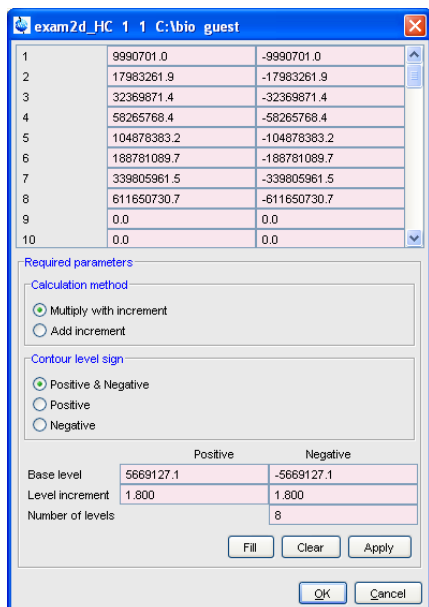 exam2d_HC 1 1 C:\bio guest
1 9990701.0 -9990701.0
2 17983261.9 -17983261.9
3 32369871.4 -32369871.4
4 58265768.4 -58265768.4
5 104878383.2 -104878383.2
6 188781089.7 -188781089.7
7 339805961.5 -339805961.5
8 611650730.7 -611650730.7
9 0.0 0.0
10 0.0 0.0
Required parameters
Calculation method
Multiply with increment
Add increment
Contour level sign
Positive & Negative
Positive
Negative
Positive Negative
Base level 5669127.1 -5669127.1
Level increment 1.800 1.800
Number of levels 8
Fill Clear Apply
OK Cancel